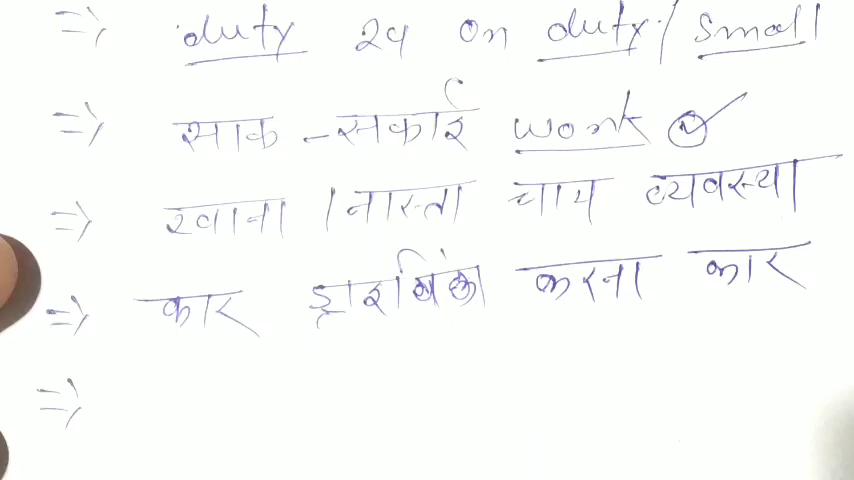 ⇒ duty 24 on duty / small
⇒ साक - सफाई work
⇒ खाना / नास्ता चाय व्यवस्था
⇒ कार ड्राइविंग करना कार
⇒